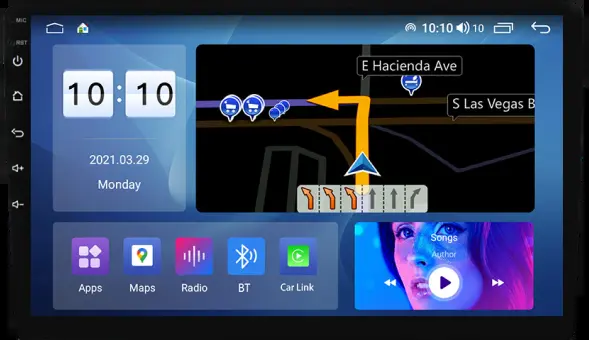 MIC
RST
10:10
10
10 : 10
2021.03.29
Monday
E Hacienda Ave
S Las Vegas B
Apps
Maps
Radio
BT
Car Link
Songs
Author